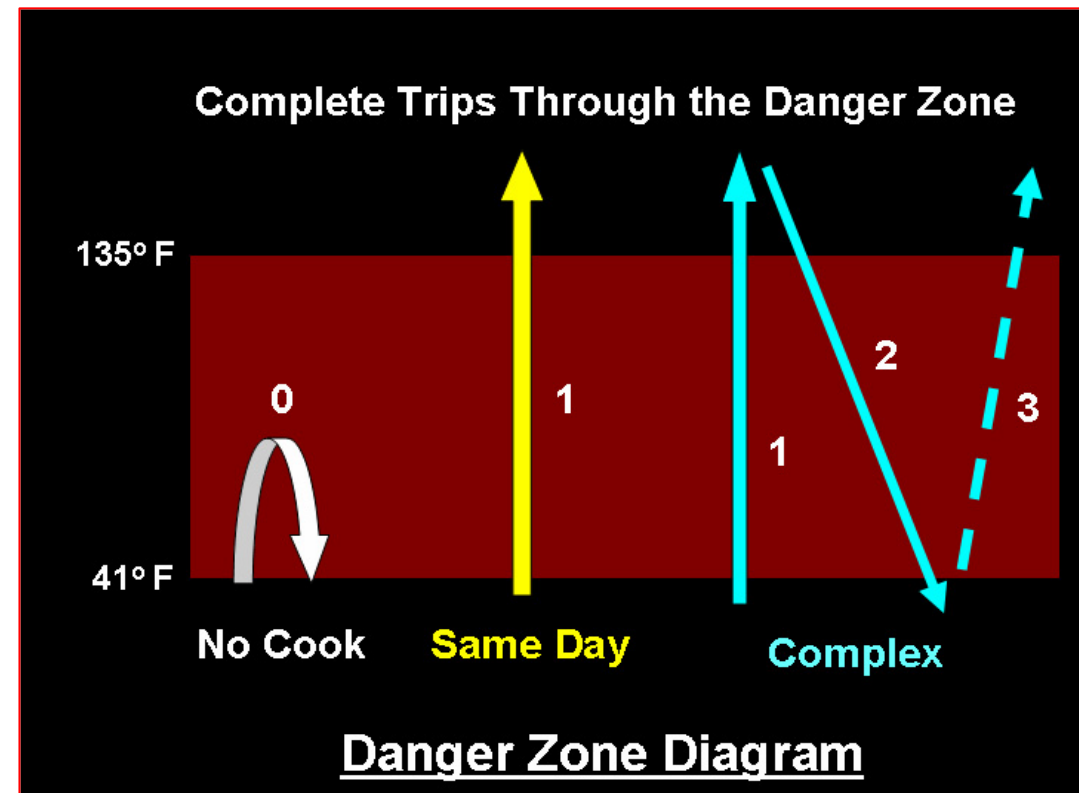 Complete Trips Through the Danger Zone
135° F
0
1
2
1
3
41° F
No Cook
Same Day
Complex
Danger Zone Diagram